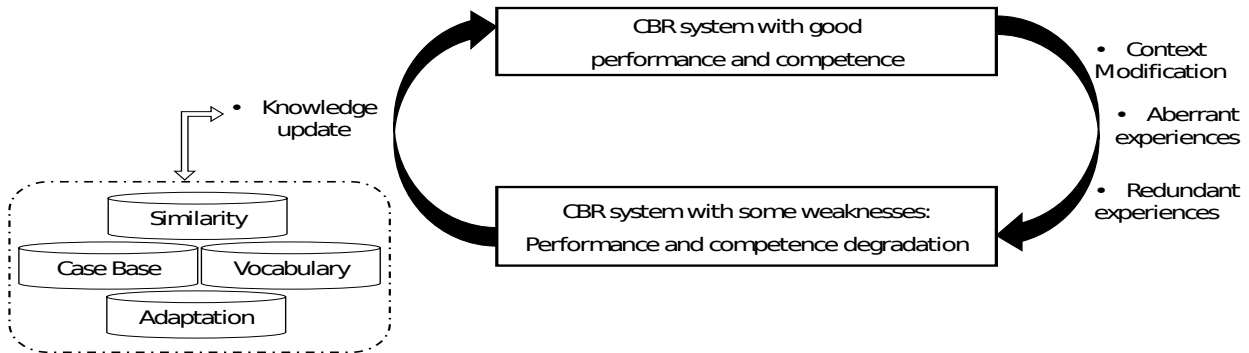 CBR system with good
performance and competence
• Context
Modification
• Aberrant
experiences
• Redundant
experiences
• Knowledge
update
CBR system with some weaknesses:
Performance and competence degradation
Similarity
Case Base
Vocabulary
Adaptation